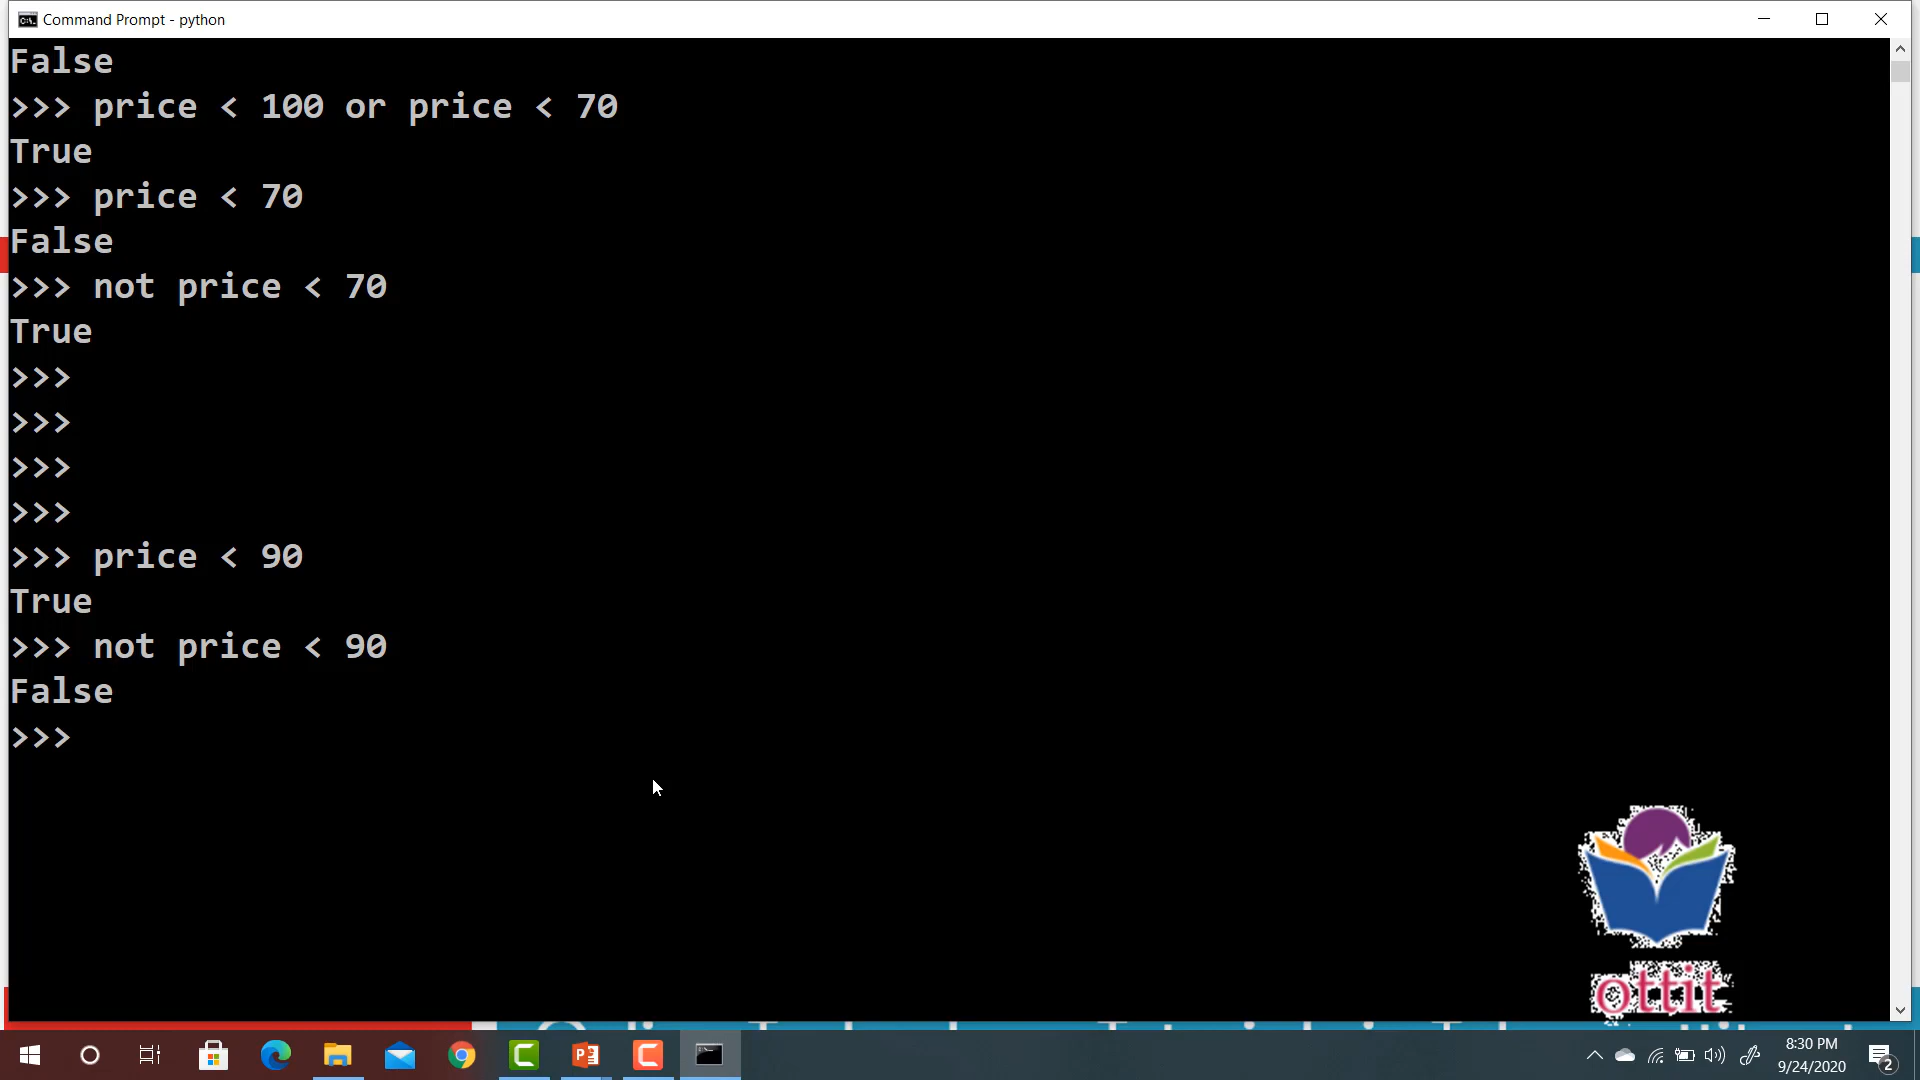 Command Prompt - python
False
>>> price < 100 or price < 70
True
>>> price < 70
False
>>> not price < 70
True
>>>
>>>
>>>
>>>
>>> price < 90
True
>>> not price < 90
False
>>>
ottit
8:30 PM
9/24/2020
2